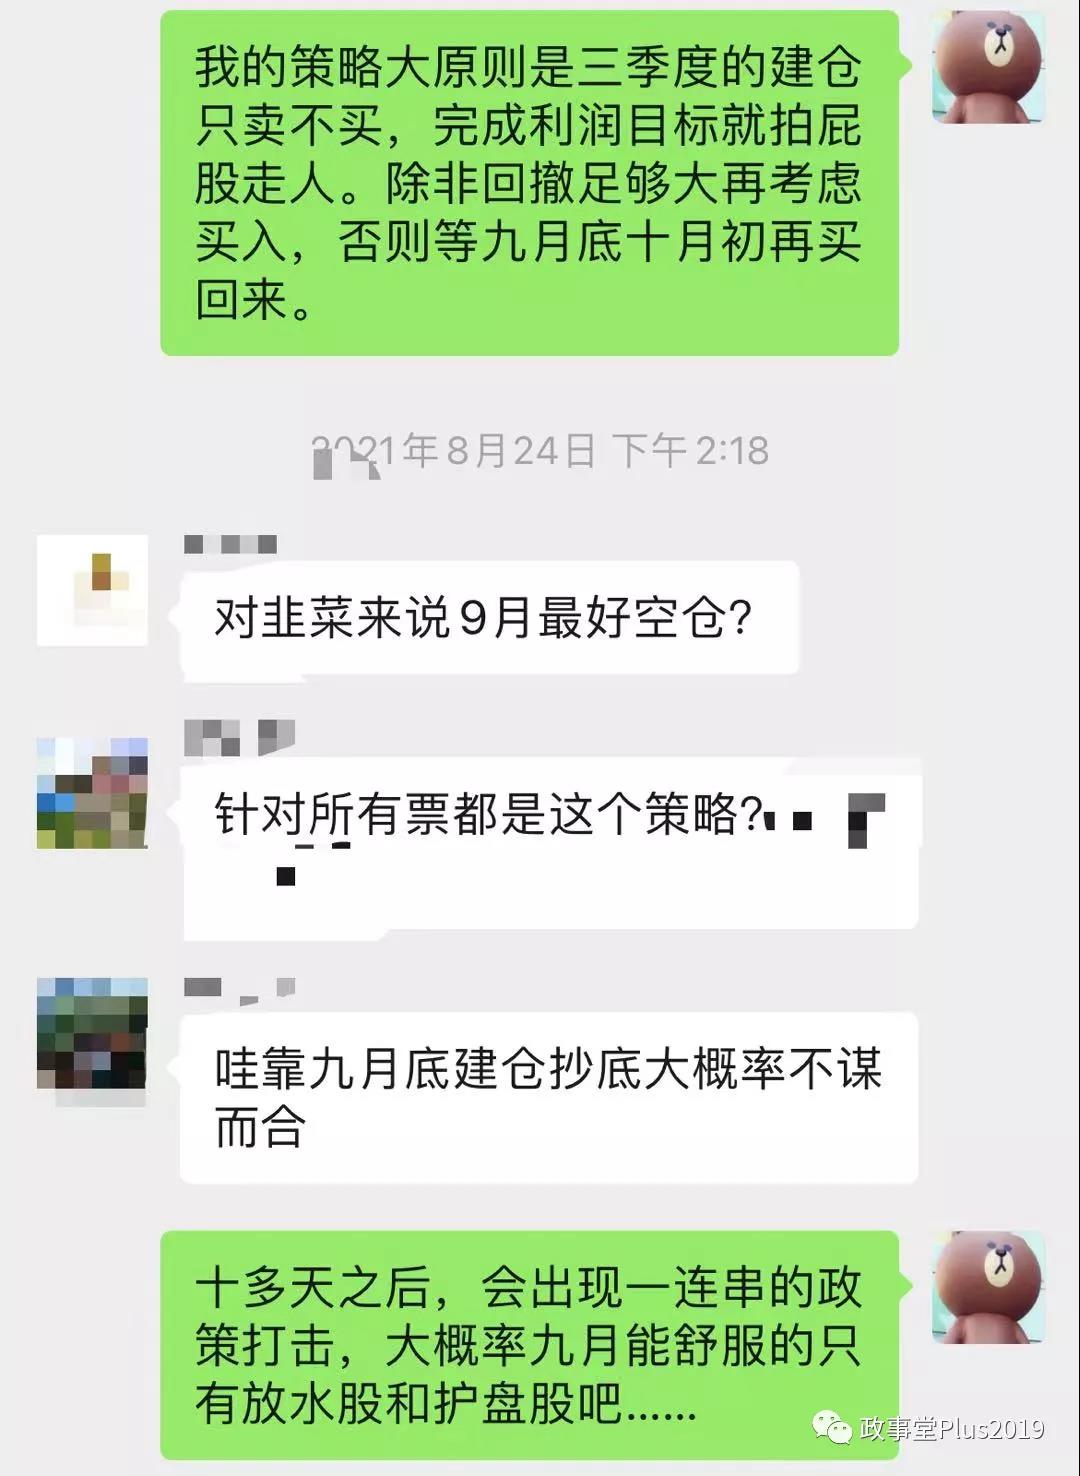 我的策略大原则是三季度的建仓
只卖不买，完成利润目标就拍屁
股走人。除非回撤足够大再考虑
买入，否则等九月底十月初再买
回来。
2021年8月24日 下午2:18
对韭菜来说9月最好空仓？
针对所有票都是这个策略？
哇靠九月底建仓抄底大概率不谋
而合
十多天之后，会出现一连串的政
策打击，大概率九月能舒服的只
有放水股和护盘股吧……
政事堂Plus2019